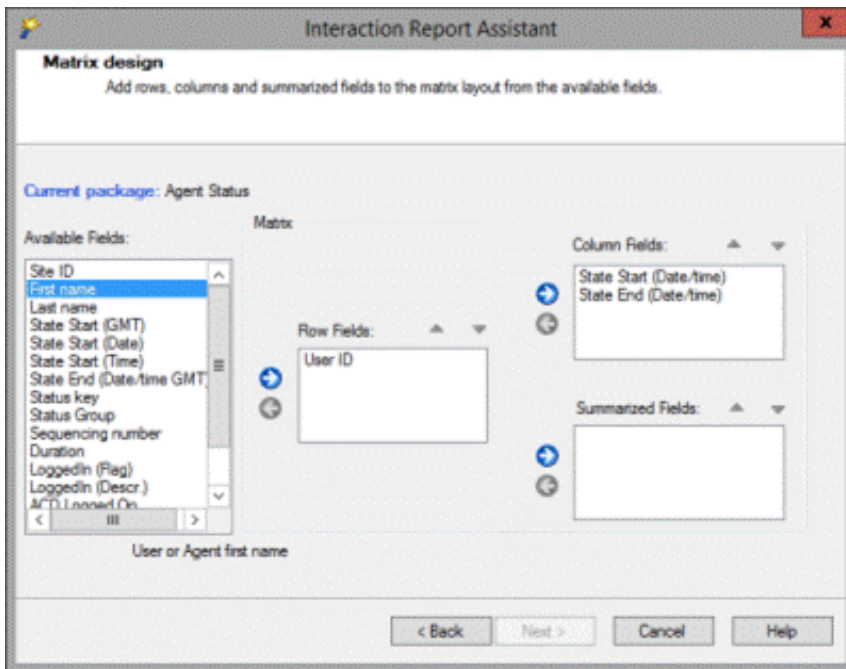 Interaction Report Assistant
x
Matrix design
Add rows, columns and summarized fields to the matrix layout from the available fields.
Current package: Agent Status
Available Fields:
Site ID
First name
Last name
State Start (GMT)
State Start (Date)
State Start (Time)
State End (Date/time GMT)
Status key
Status Group
Sequencing number
Duration
LoggedIn (Flag)
LoggedIn (Descr.)
ACD Logged On
User or Agent first name
Matrix
Row Fields:
User ID
Column Fields:
State Start (Date/time)
State End (Date/time)
Summarized Fields:
< Back
Next >
Cancel
Help